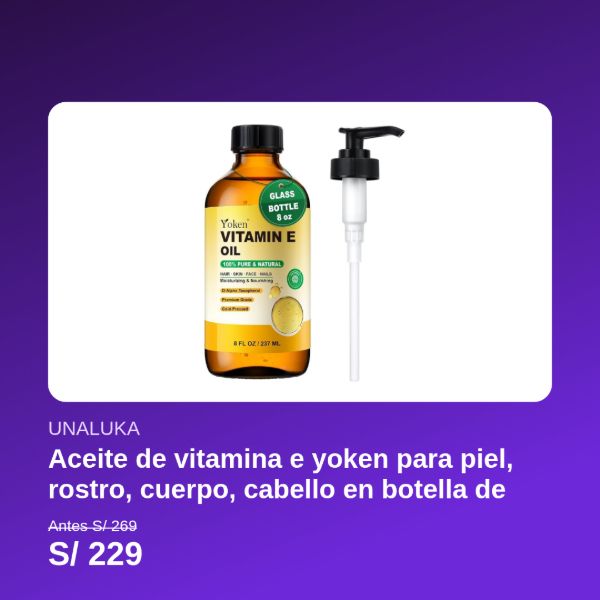 GLASS
BOTTLE
8 oz
Yoken
VITAMIN E
OIL
100% PURE & NATURAL
HAIR SKIN FACE NAILS
Moisturizing & Nourishing
D-Alpha Tocopherol
Premium Grade
Cold Pressed
8 FL OZ / 237 ML
UNALUKA
Aceite de vitamina e yoken para piel,
rostro, cuerpo, cabello en botella de
Antes S/ 269
S/ 229